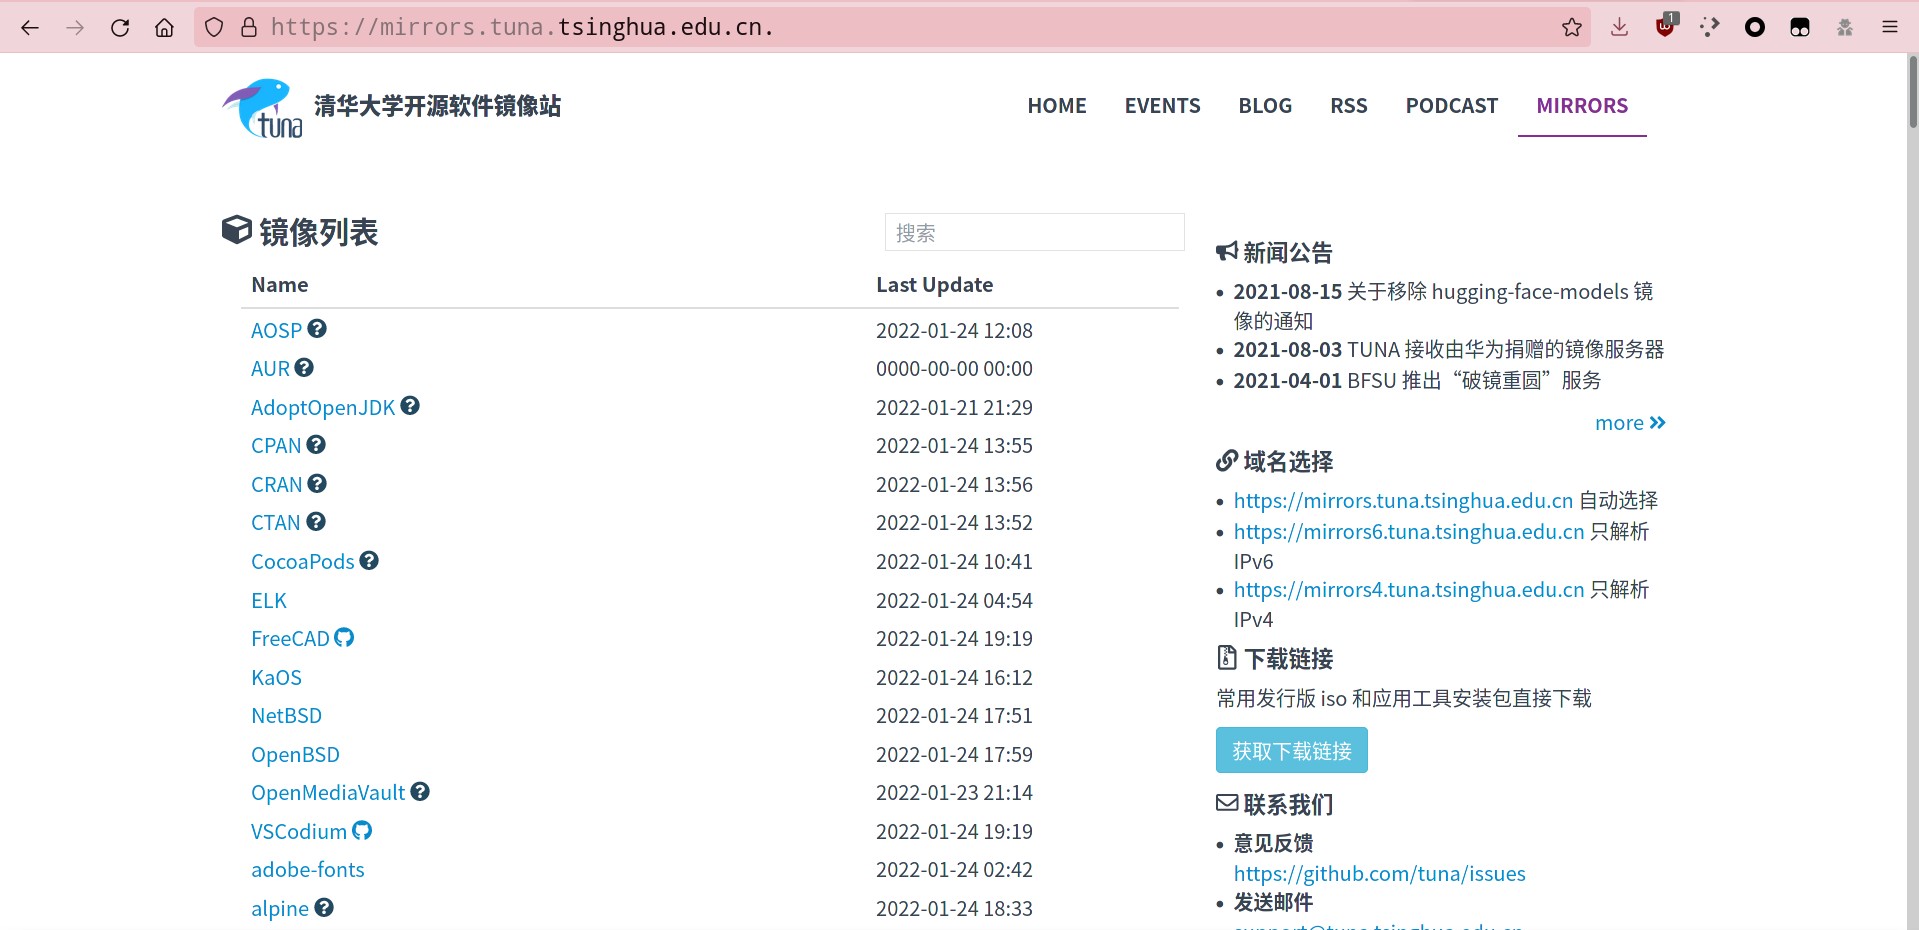 https://mirrors.tuna.tsinghua.edu.cn.
1
tuna
清华大学开源软件镜像站
HOME EVENTS BLOG RSS PODCAST MIRRORS
镜像列表
搜索
Name Last Update
AOSP 2022-01-24 12:08
AUR 0000-00-00 00:00
AdoptOpenJDK 2022-01-21 21:29
CPAN 2022-01-24 13:55
CRAN 2022-01-24 13:56
CTAN 2022-01-24 13:52
CocoaPods 2022-01-24 10:41
ELK 2022-01-24 04:54
FreeCAD 2022-01-24 19:19
KaOS 2022-01-24 16:12
NetBSD 2022-01-24 17:51
OpenBSD 2022-01-24 17:59
OpenMediaVault 2022-01-23 21:14
VSCodium 2022-01-24 19:19
adobe-fonts 2022-01-24 02:42
alpine 2022-01-24 18:33
新闻公告
2021-08-15 关于移除 hugging-face-models 镜
像的通知
2021-08-03 TUNA 接收由华为捐赠的镜像服务器
2021-04-01 BFSU 推出“破镜重圆”服务
more
域名选择
https://mirrors.tuna.tsinghua.edu.cn 自动选择
https://mirrors6.tuna.tsinghua.edu.cn 只解析
IPv6
https://mirrors4.tuna.tsinghua.edu.cn 只解析
IPv4
下载链接
常用发行版 iso 和应用工具安装包直接下载
获取下载链接
联系我们
意见反馈
https://github.com/tuna/issues
发送邮件